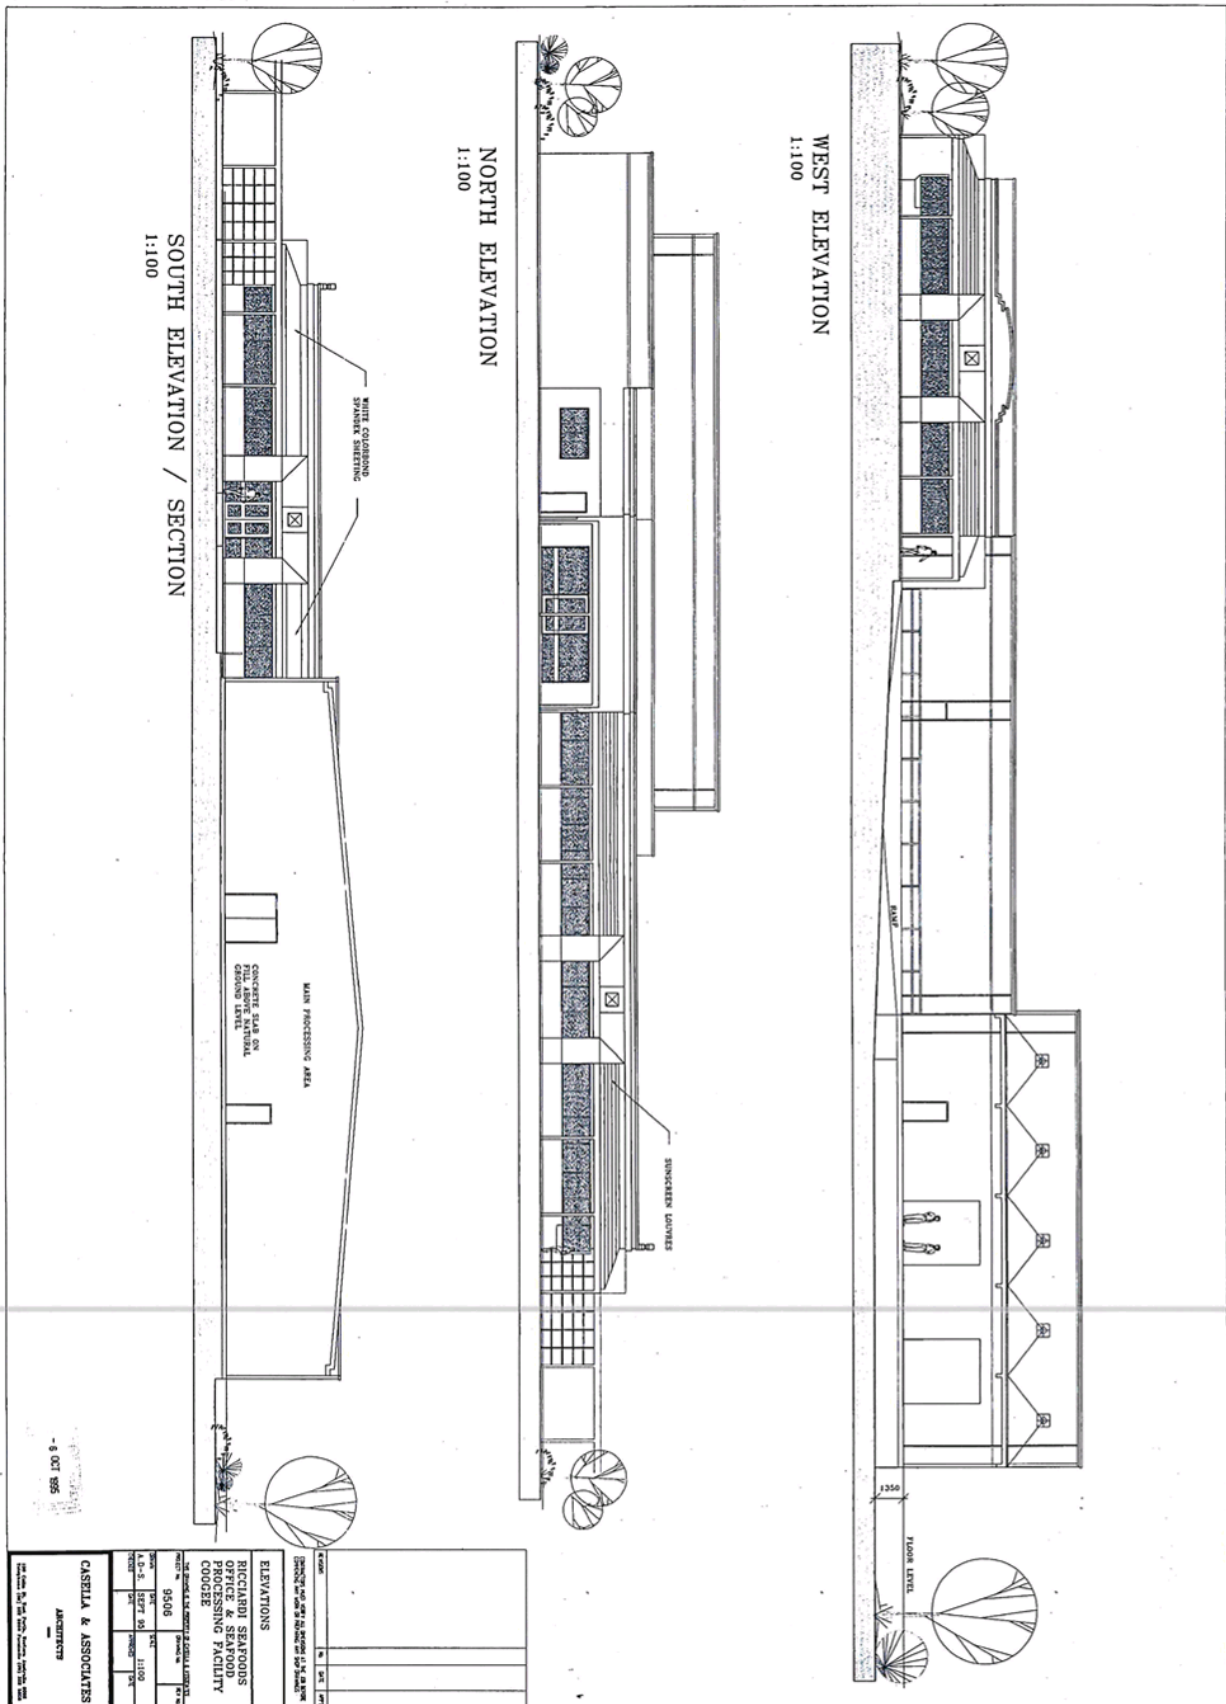 WEST ELEVATION
1:100
RAMP
1350
FLOOR LEVEL
NORTH ELEVATION
1:100
SUNSCREEN LOUVRES
SOUTH ELEVATION / SECTION
1:100
WHITE COLORBOND
SPANDEK SHEETING
MAIN PROCESSING AREA
CONCRETE SLAB ON
FILL ABOVE NATURAL
GROUND LEVEL
- 6 OCT 1995
ELEVATIONS
RICCIARDI SEAFOODS
OFFICE & SEAFOOD
PROCESSING FACILITY
COOGEE
9506
A.D-S. SEPT 95 1:100
CASELLA & ASSOCIATES
ARCHITECTS